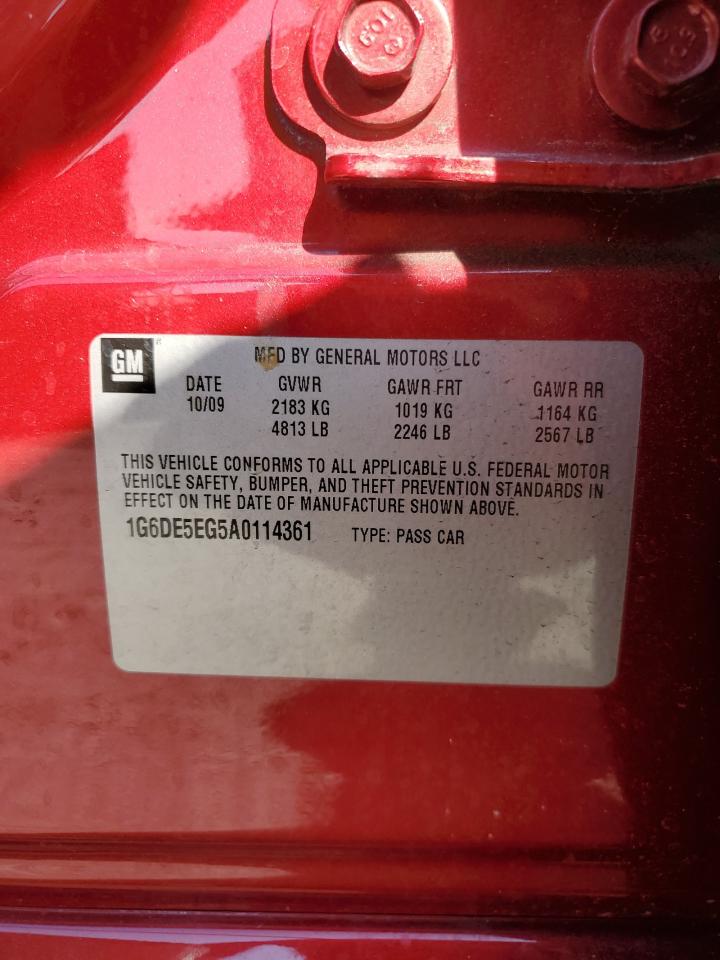 GM
MFD BY GENERAL MOTORS LLC
DATE GVWR GAWR FRT GAWR RR
10/09 2183 KG 1019 KG 1164 KG
4813 LB 2246 LB 2567 LB
THIS VEHICLE CONFORMS TO ALL APPLICABLE U.S. FEDERAL MOTOR
VEHICLE SAFETY, BUMPER, AND THEFT PREVENTION STANDARDS IN
EFFECT ON THE DATE OF MANUFACTURE SHOWN ABOVE.
1G6DE5EG5A0114361 TYPE: PASS CAR